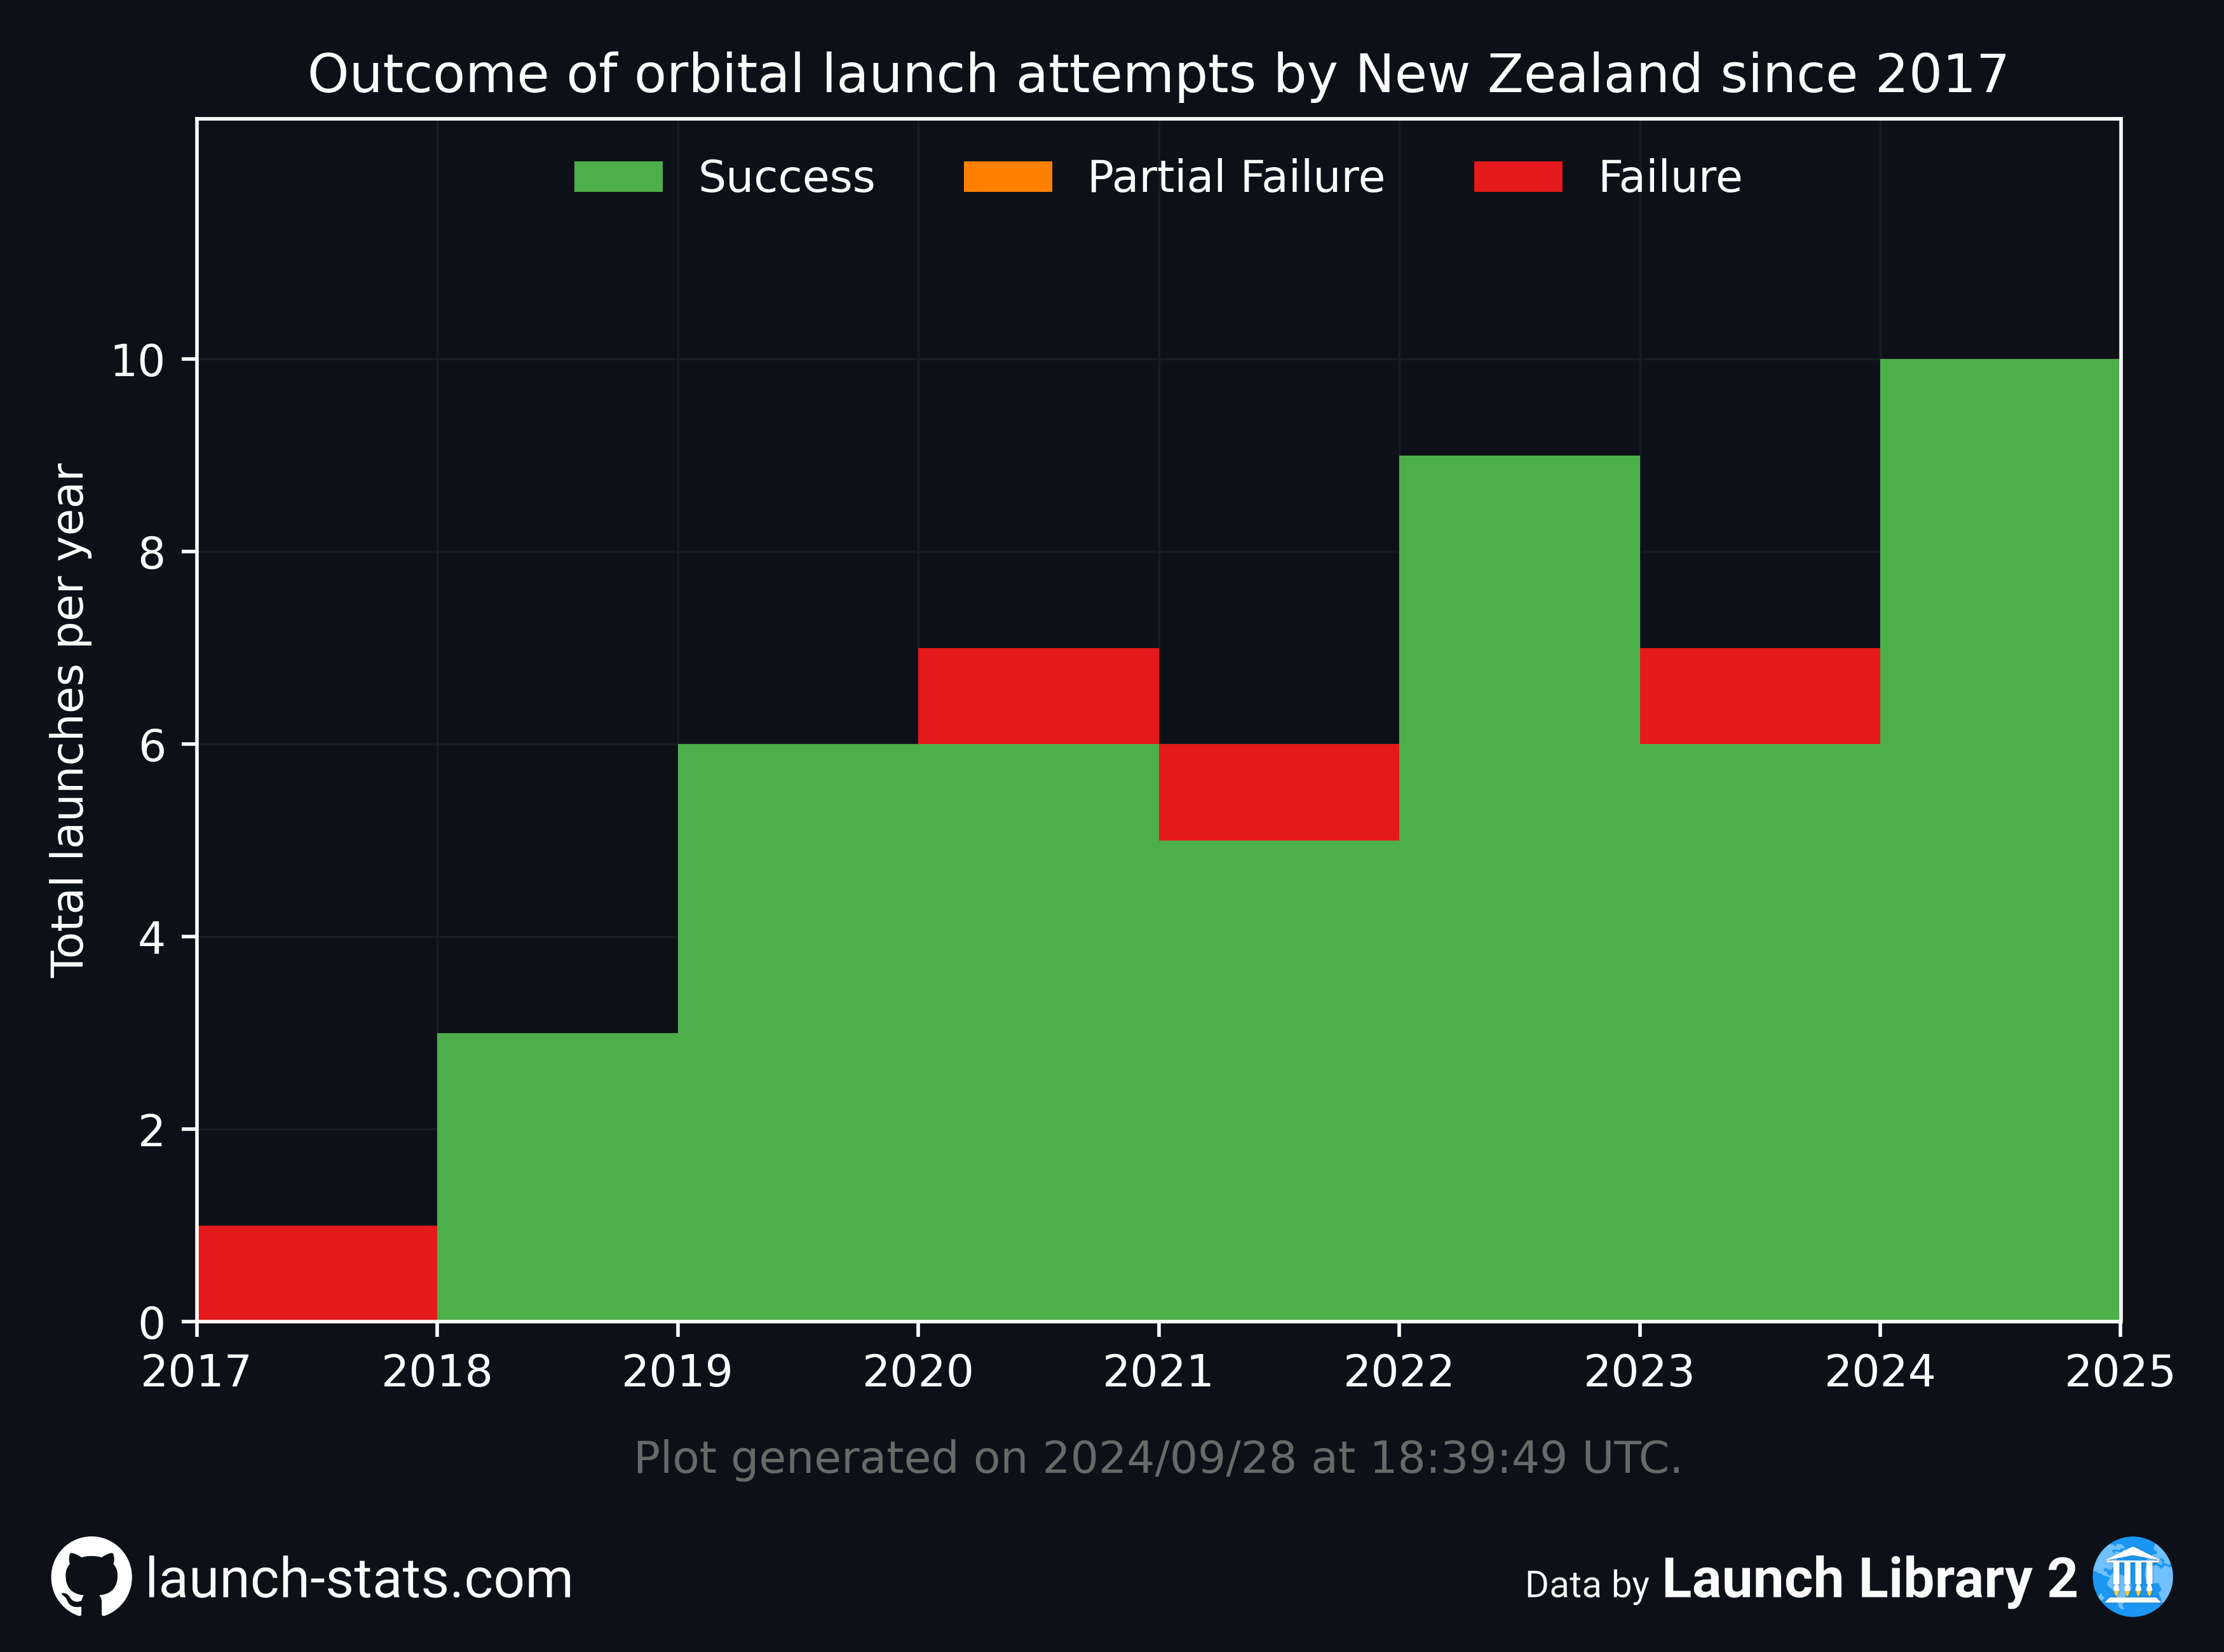 Outcome of orbital launch attempts by New Zealand since 2017
Success Partial Failure Failure
Total launches per year
10
8
6
4
2
0
2017 2018 2019 2020 2021 2022 2023 2024 2025
Plot generated on 2024/09/28 at 18:39:49 UTC.
launch-stats.com
Data by Launch Library 2